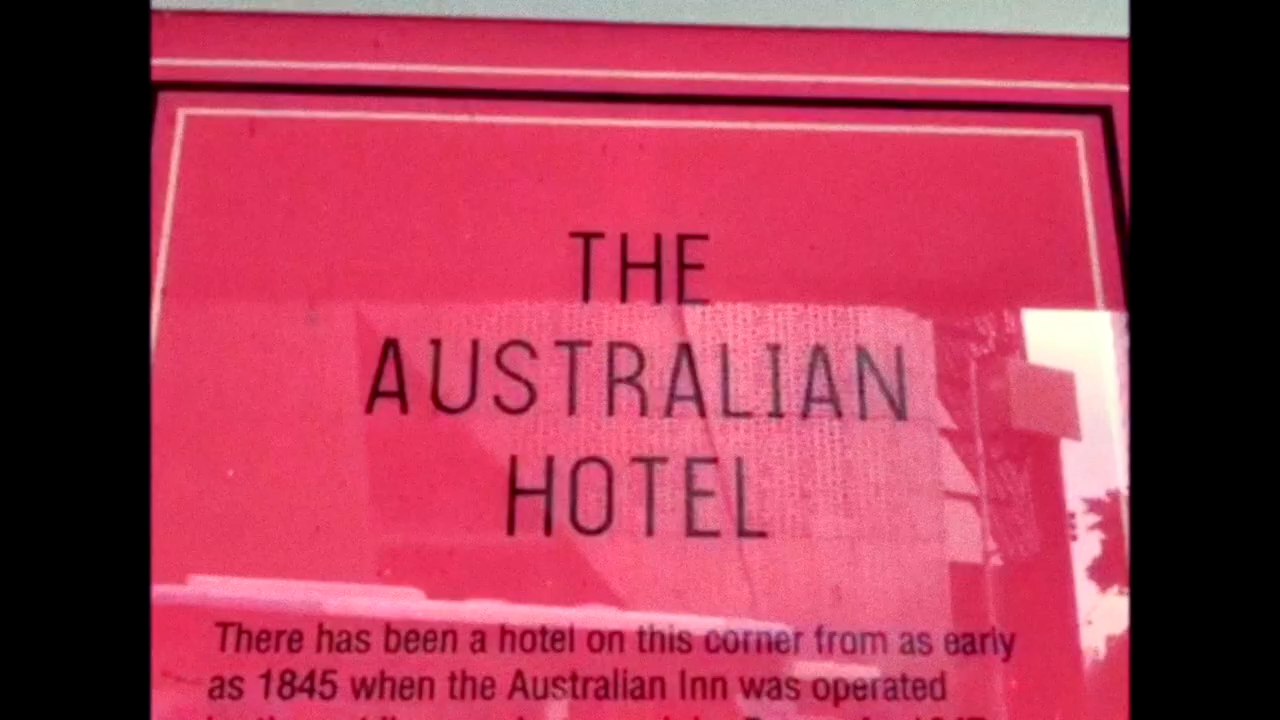 THE
AUSTRALIAN
HOTEL
There has been a hotel on this corner from as early
as 1845 when the Australian Inn was operated